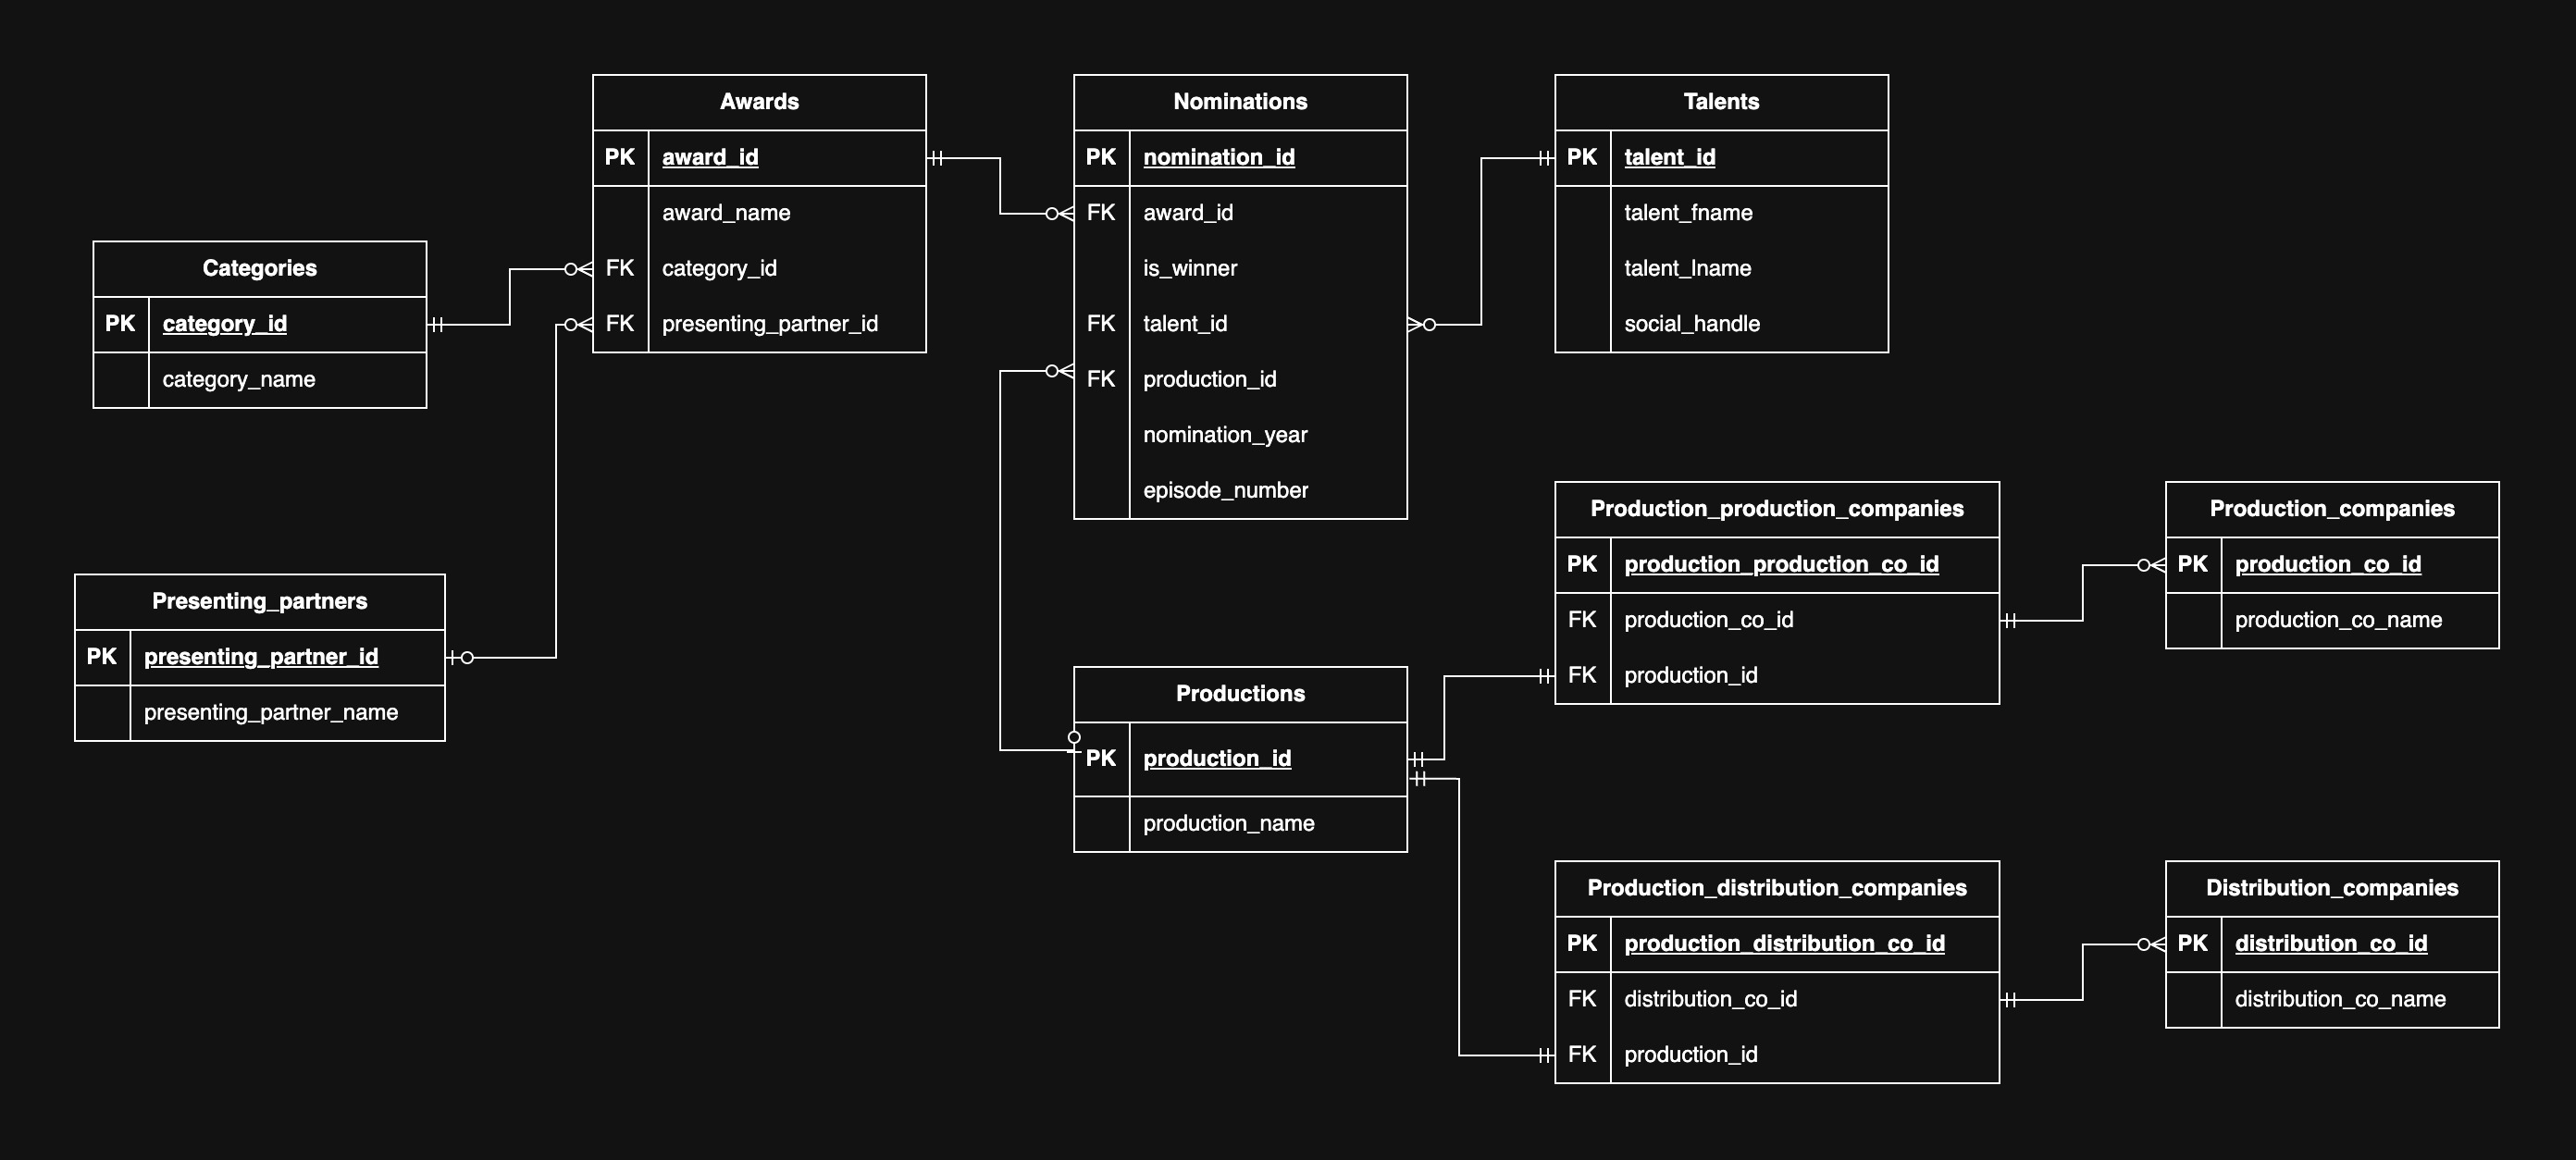 Awards
PK award_id
award_name
FK category_id
FK presenting_partner_id
Nominations
PK nomination_id
FK award_id
is_winner
FK talent_id
FK production_id
nomination_year
episode_number
Talents
PK talent_id
talent_fname
talent_lname
social_handle
Categories
PK category_id
category_name
Presenting_partners
PK presenting_partner_id
presenting_partner_name
Productions
PK production_id
production_name
Production_production_companies
PK production_production_co_id
FK production_co_id
FK production_id
Production_companies
PK production_co_id
production_co_name
Production_distribution_companies
PK production_distribution_co_id
FK distribution_co_id
FK production_id
Distribution_companies
PK distribution_co_id
distribution_co_name